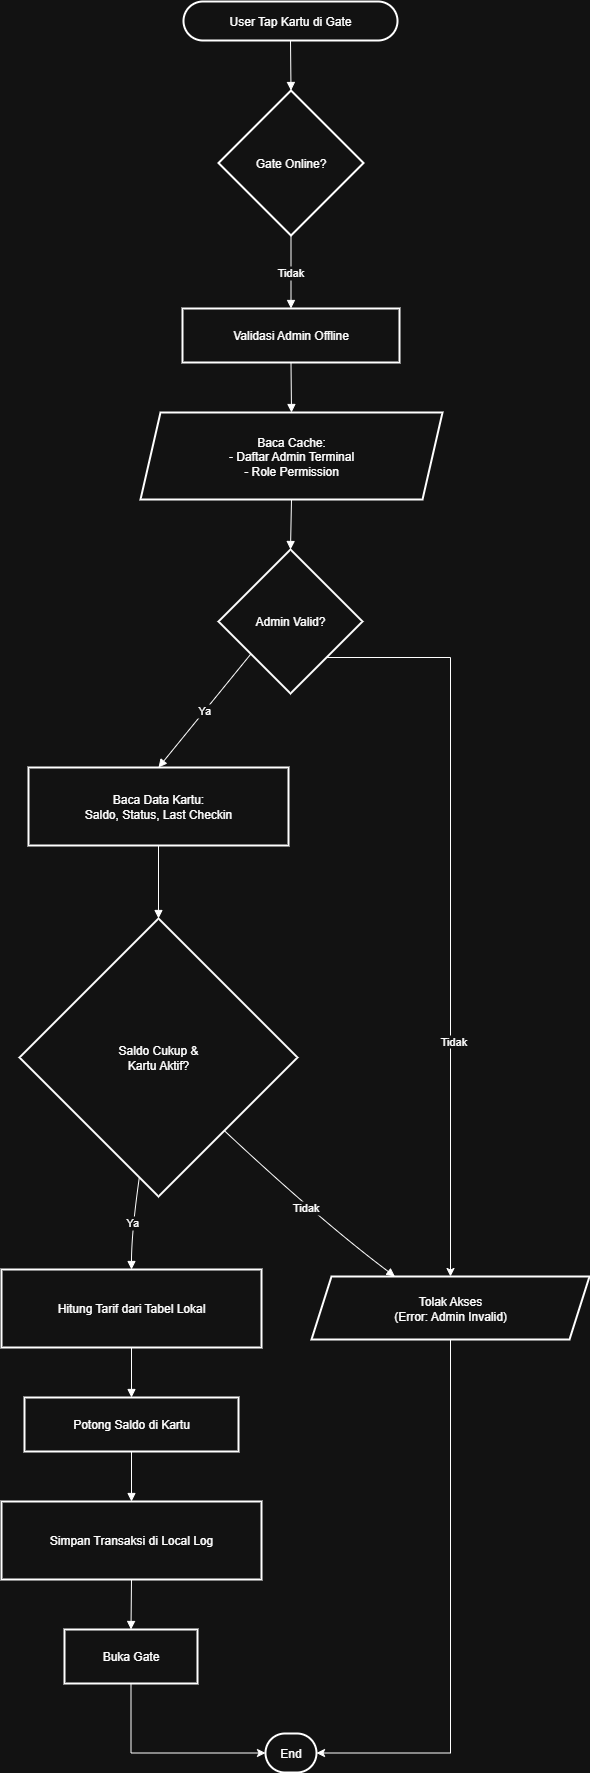 User Tap Kartu di Gate
Gate Online?
Tidak
Validasi Admin Offline
Baca Cache:
- Daftar Admin Terminal
- Role Permission
Admin Valid?
Ya
Baca Data Kartu:
Saldo, Status, Last Checkin
Tidak
Saldo Cukup &
Kartu Aktif?
Ya
Tidak
Hitung Tarif dari Tabel Lokal
Tolak Akses
(Error: Admin Invalid)
Potong Saldo di Kartu
Simpan Transaksi di Local Log
Buka Gate
End